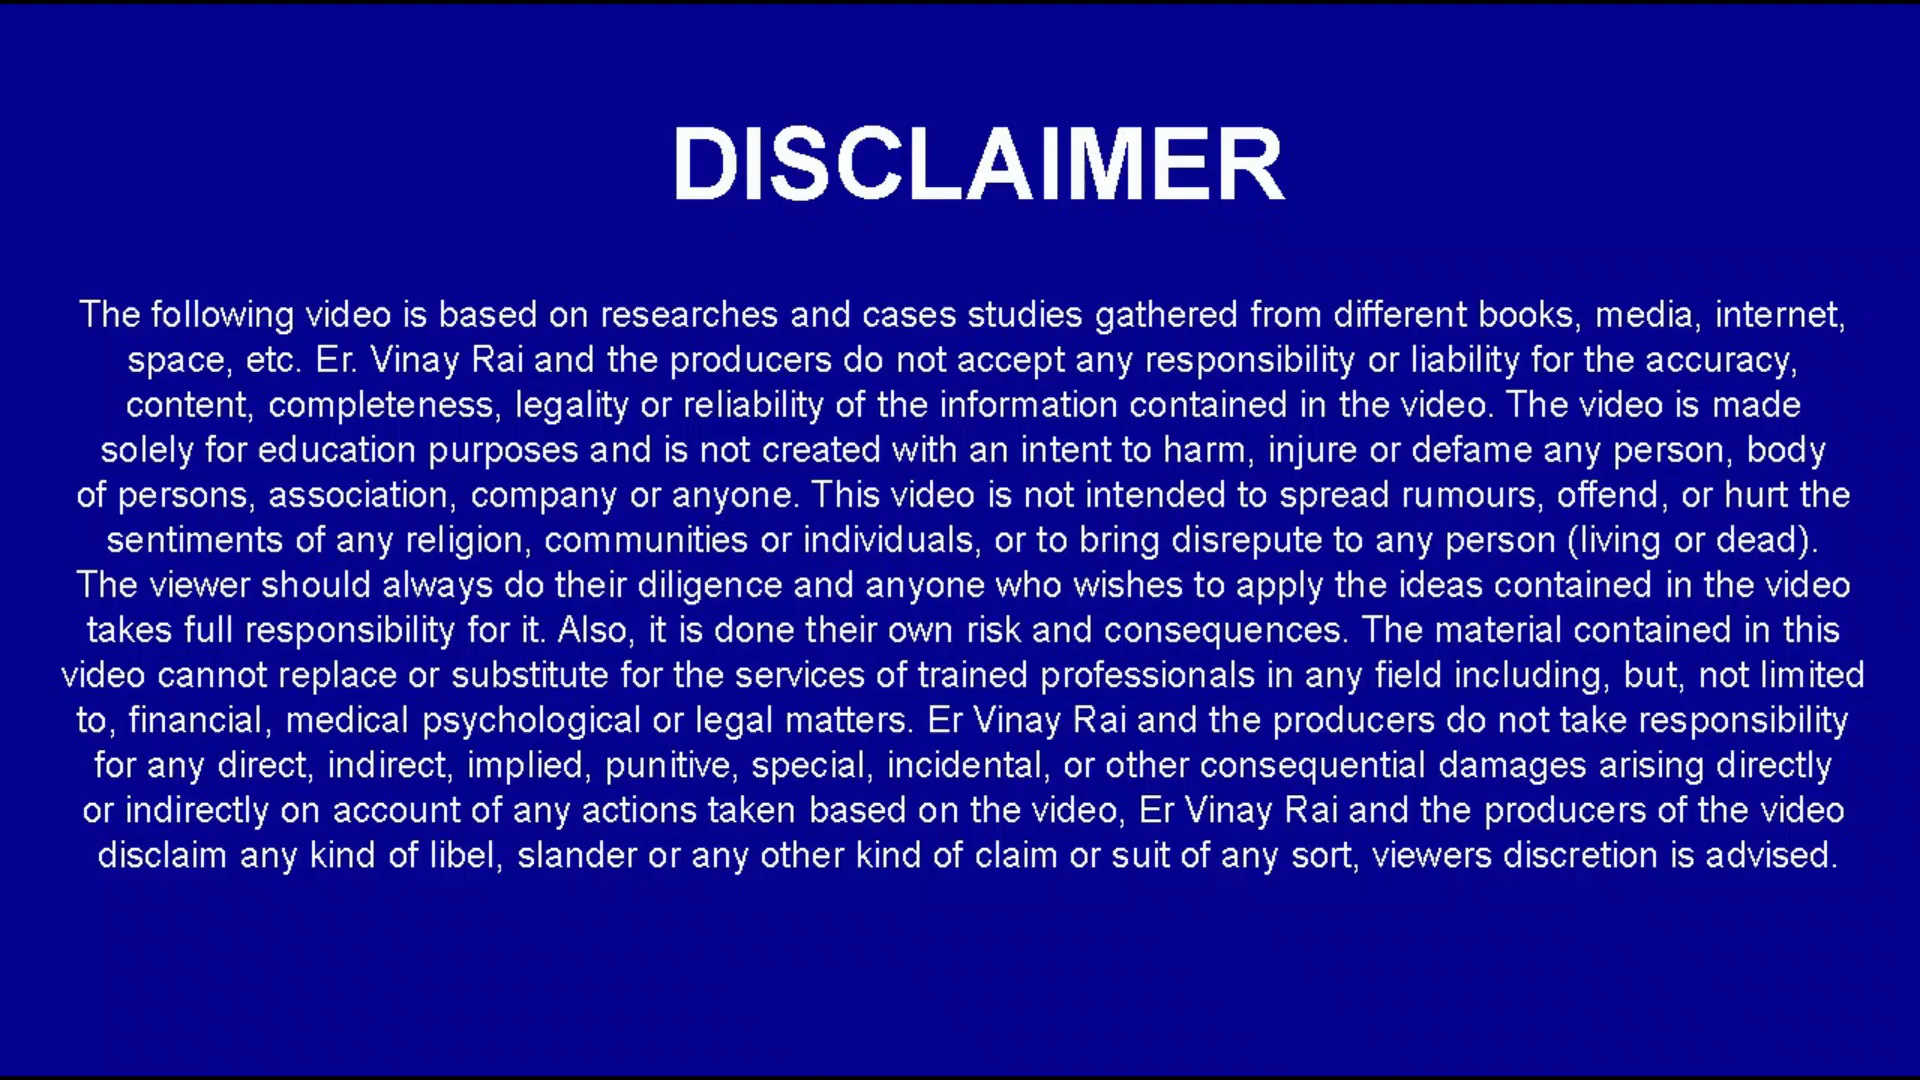 DISCLAIMER
The following video is based on researches and cases studies gathered from different books, media, internet,
space, etc. Er. Vinay Rai and the producers do not accept any responsibility or liability for the accuracy,
content, completeness, legality or reliability of the information contained in the video. The video is made
solely for education purposes and is not created with an intent to harm, injure or defame any person, body
of persons, association, company or anyone. This video is not intended to spread rumours, offend, or hurt the
sentiments of any religion, communities or individuals, or to bring disrepute to any person (living or dead).
The viewer should always do their diligence and anyone who wishes to apply the ideas contained in the video
takes full responsibility for it. Also, it is done their own risk and consequences. The material contained in this
video cannot replace or substitute for the services of trained professionals in any field including, but, not limited
to, financial, medical psychological or legal matters. Er Vinay Rai and the producers do not take responsibility
for any direct, indirect, implied, punitive, special, incidental, or other consequential damages arising directly
or indirectly on account of any actions taken based on the video, Er Vinay Rai and the producers of the video
disclaim any kind of libel, slander or any other kind of claim or suit of any sort, viewers discretion is advised.